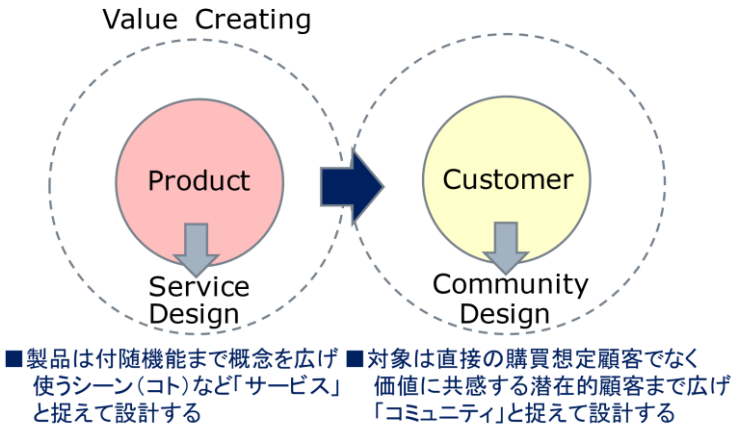 Value Creating
Product
Customer
Service
Design
Community
Design
■製品は付随機能まで概念を広げ
使うシーン（コト）など「サービス」
と捉えて設計する
■対象は直接の購買想定顧客でなく
価値に共感する潜在的顧客まで広げ
「コミュニティ」と捉えて設計する